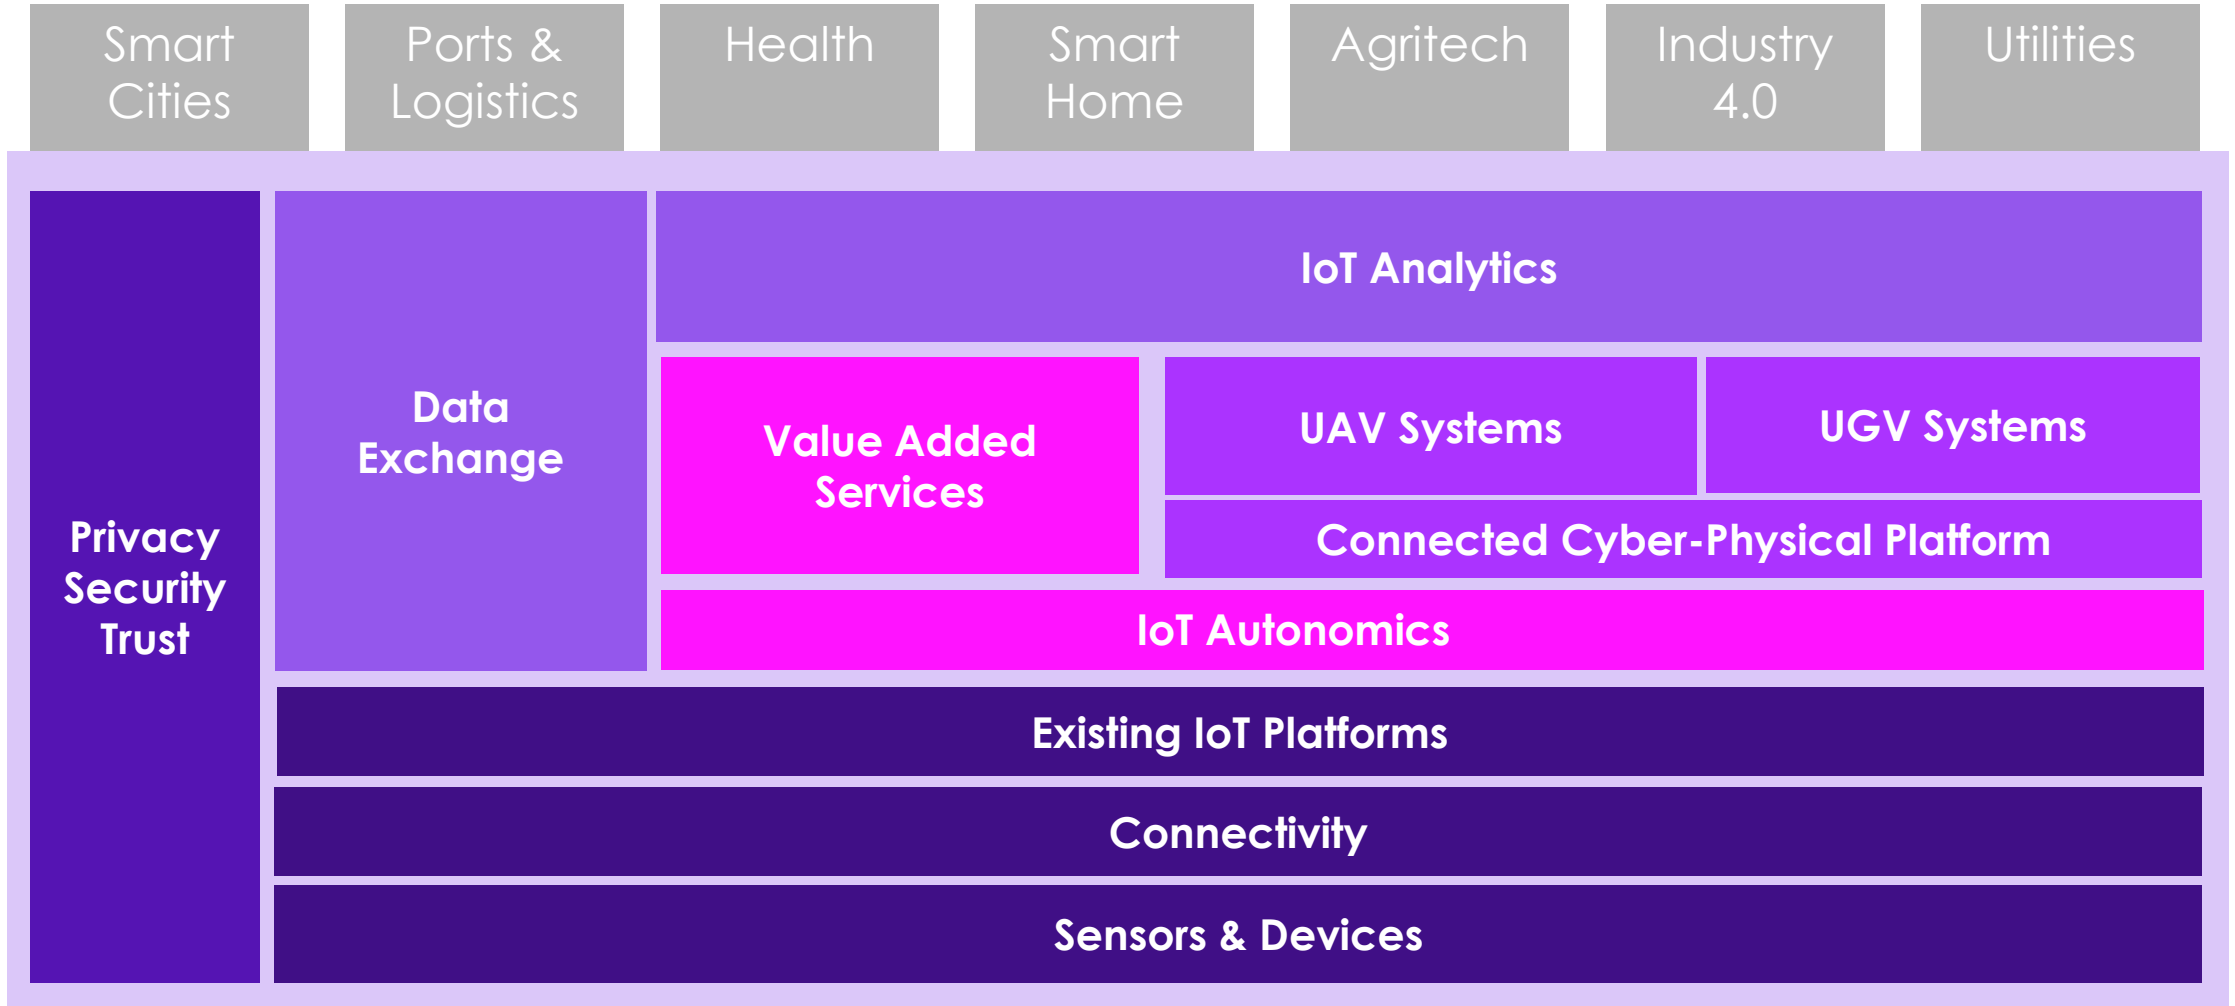 Smart
Cities
Ports &
Logistics
Health
Smart
Home
Agritech
Industry
4.0
Utilities
Privacy
Security
Trust
Data
Exchange
IoT Analytics
Value Added
Services
UAV Systems
UGV Systems
Connected Cyber-Physical Platform
IoT Autonomics
Existing IoT Platforms
Connectivity
Sensors & Devices